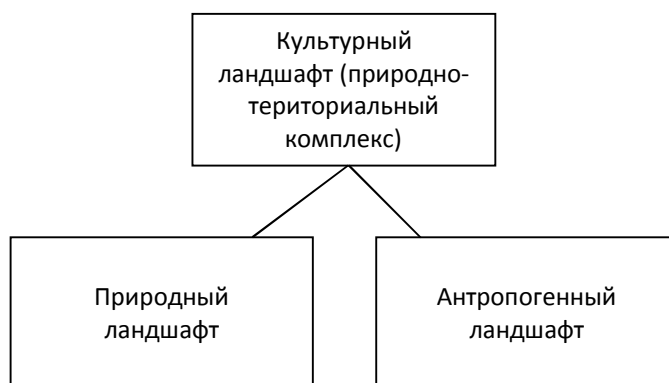 Культурный
ландшафт (природно-
териториальный
комплекс)
Природный
ландшафт
Антропогенный
ландшафт